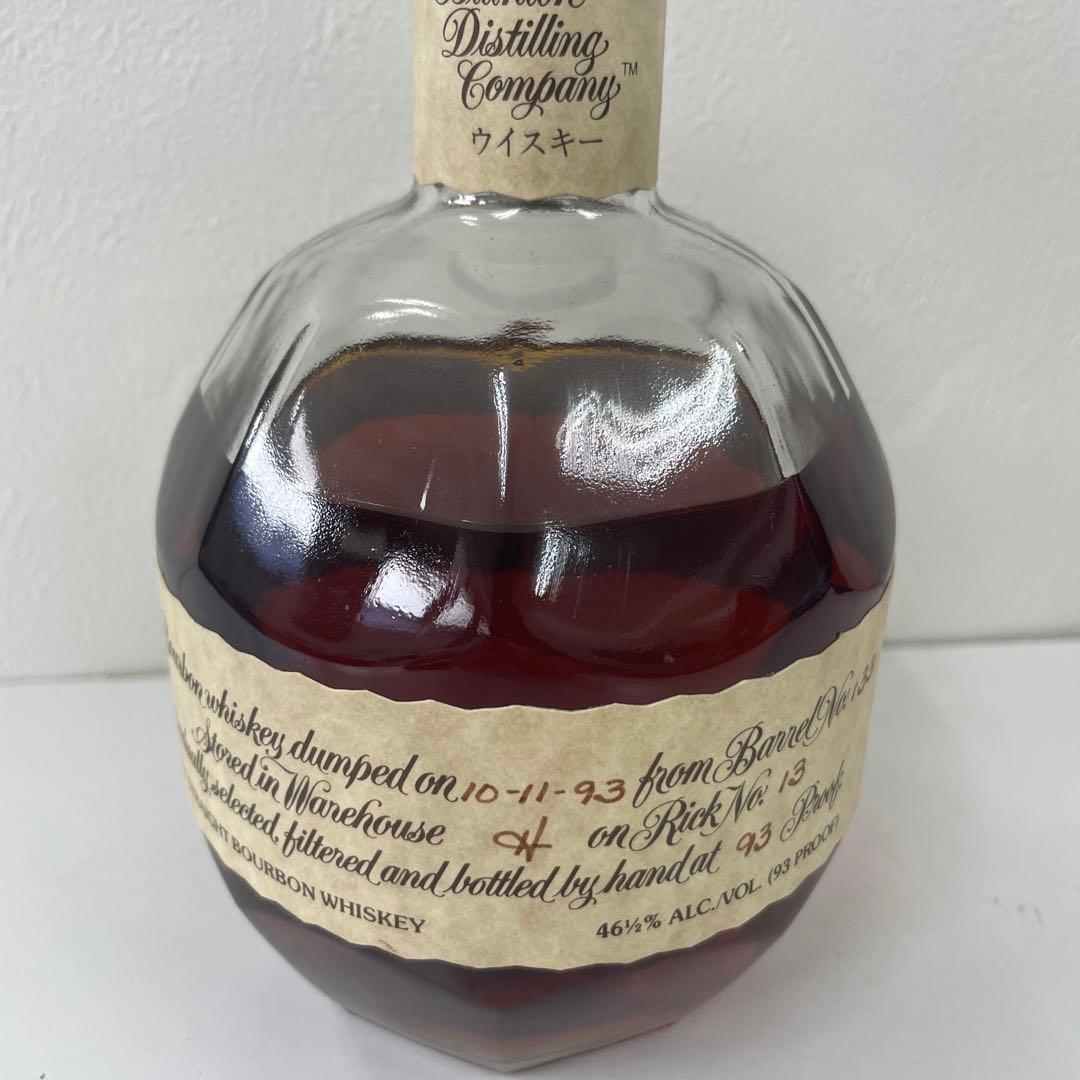 Distilling
Company™
ウイスキー
whiskey dumped on 10-11-93 from Barrel No. 133
Stored in Warehouse H on Rick No. 13
selected, filtered and bottled by hand at 93 Proof.
BOURBON WHISKEY 46½% ALC./VOL. (93 PROOF)